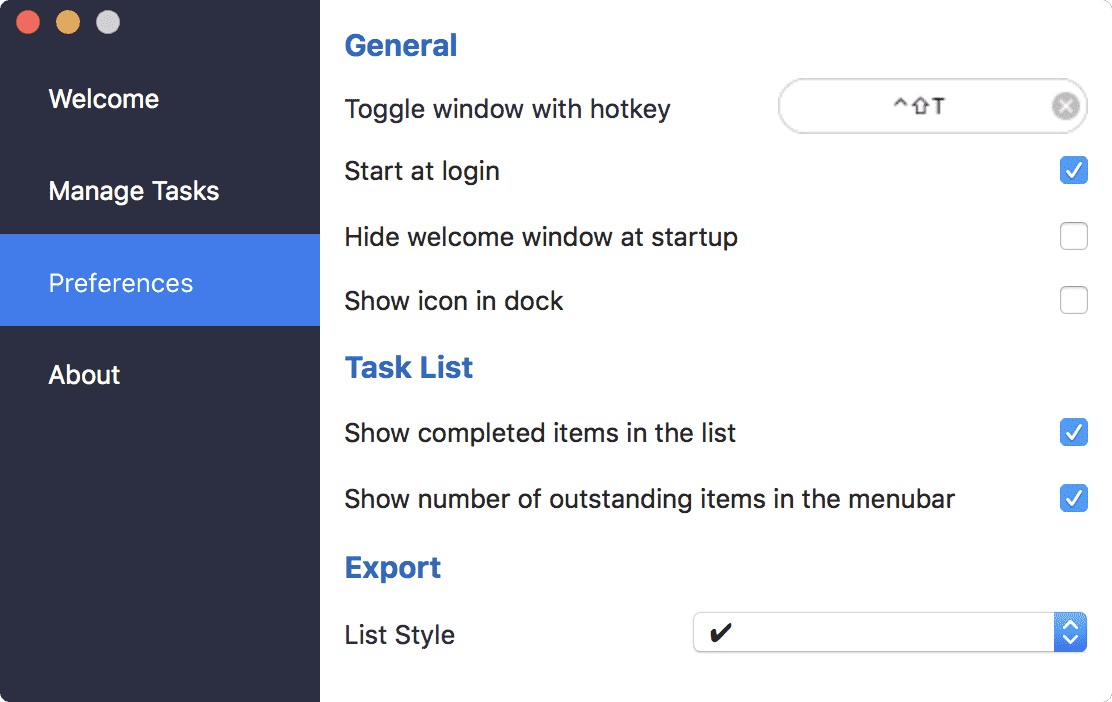 Welcome
Manage Tasks
Preferences
About
General
Toggle window with hotkey ^⇧T
Start at login
Hide welcome window at startup
Show icon in dock
Task List
Show completed items in the list
Show number of outstanding items in the menubar
Export
List Style ✔